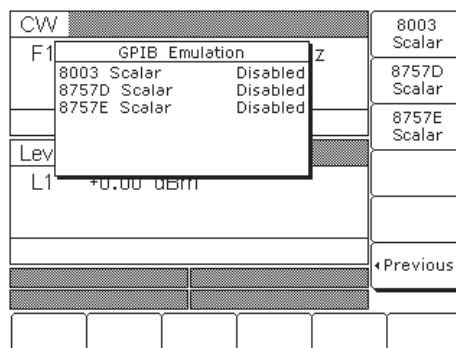 CW
F1
z
GPIB Emulation
8003 Scalar Disabled
8757D Scalar Disabled
8757E Scalar Disabled
L1 +0.00 dBm
8003
Scalar
8757D
Scalar
8757E
Scalar
Previous